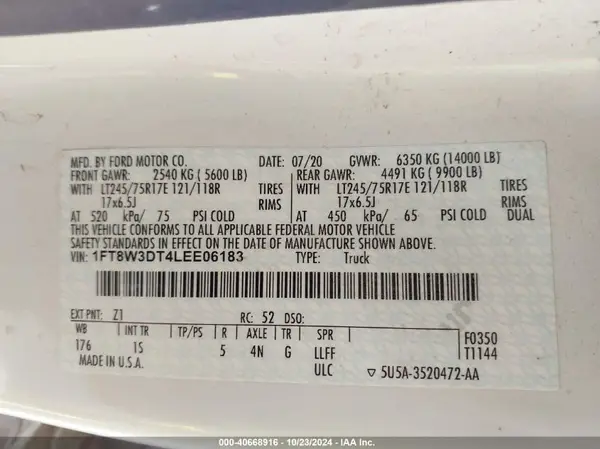 MFD. BY FORD MOTOR CO. DATE: 07/20 GVWR: 6350 KG (14000 LB)
FRONT GAWR: 2540 KG ( 5600 LB) REAR GAWR: 4491 KG ( 9900 LB)
WITH LT245/75R17E 121/118R TIRES WITH LT245/75R17E 121/118R TIRES
17x6.5J RIMS 17x6.5J RIMS
AT 520 kPa/ 75 PSI COLD AT 450 kPa/ 65 PSI COLD DUAL
THIS VEHICLE CONFORMS TO ALL APPLICABLE FEDERAL MOTOR VEHICLE
SAFETY STANDARDS IN EFFECT ON THE DATE OF MANUFACTURE SHOWN ABOVE.
VIN: 1FT8W3DT4LEE06183 TYPE: Truck
EXT PNT: Z1 RC: 52 DSO:
WB INT TR TP/PS R AXLE TR SPR F0350
176 1S 5 4N G LLFF T1144
MADE IN U.S.A. ULC ▽ 5U5A-3520472-AA
000-40668916 - 10/23/2024 - IAA Inc.